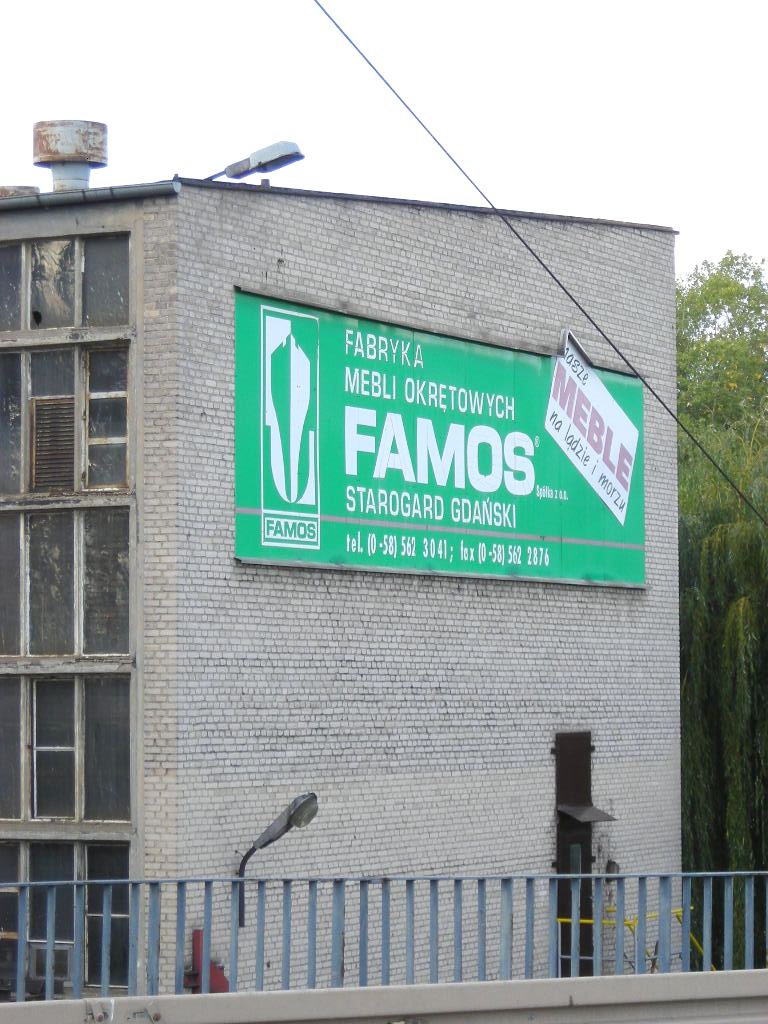 FABRYKA
MEBLI OKRĘTOWYCH
FAMOS®
Spółka z o.o.
STAROGARD GDAŃSKI
tel. (0-58) 562 3041; fax (0-58) 562 2876
FAMOS
nasze
MEBLE
na lądzie i morzu